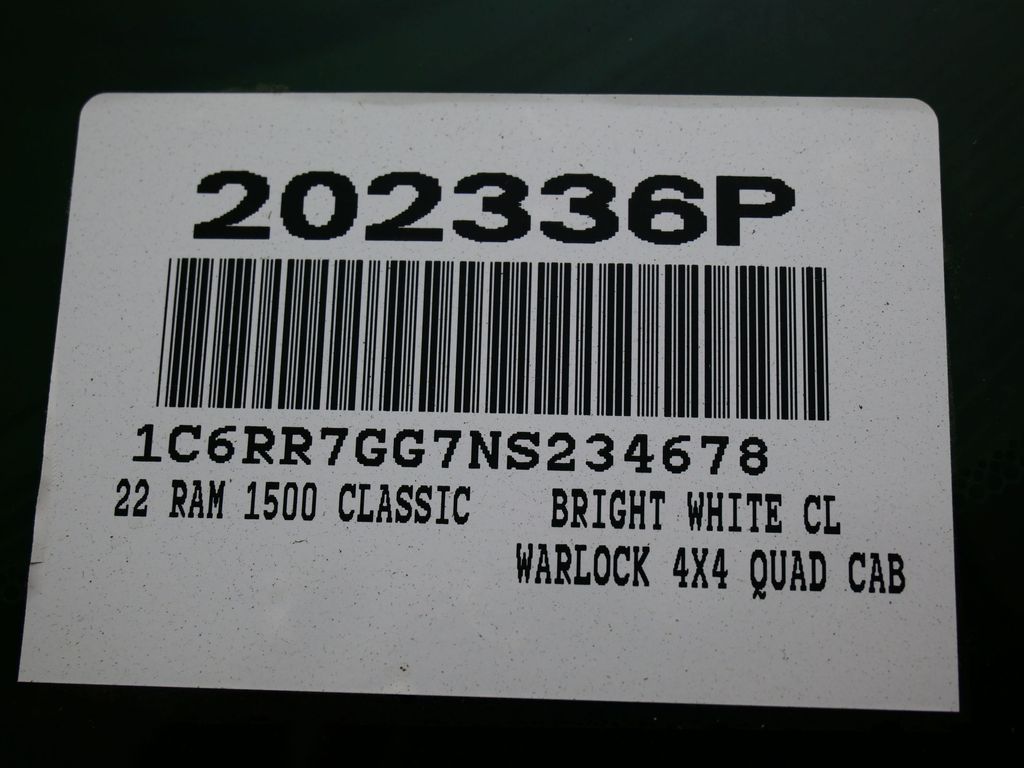 202336P
1C6RR7GG7NS234678
22 RAM 1500 CLASSIC BRIGHT WHITE CL
WARLOCK 4X4 QUAD CAB